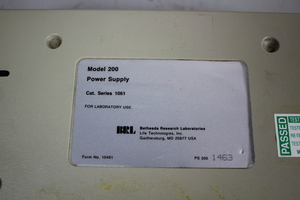 Model 200
Power Supply
Cat. Series 1061
FOR LABORATORY USE.
BRL
Bethesda Research Laboratories
Life Technologies, Inc.
Gaithersburg, MD 20877 USA
Form No. 10461
PS 200 1463
PASSED